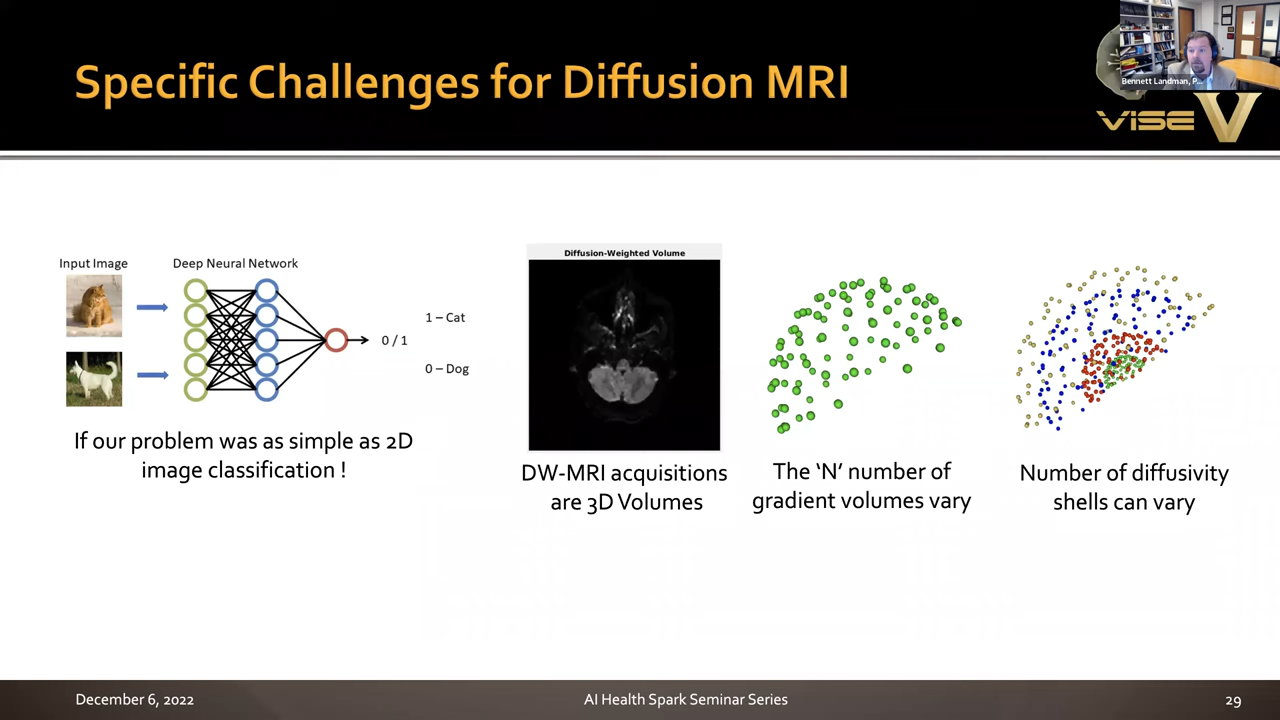 Specific Challenges for Diffusion MRI
Bennett Landman, P...
VISE V
Input Image
Deep Neural Network
1 – Cat
0 / 1
0 – Dog
If our problem was as simple as 2D
image classification !
Diffusion-Weighted Volume
DW-MRI acquisitions
are 3D Volumes
The ‘N’ number of
gradient volumes vary
Number of diffusivity
shells can vary
December 6, 2022
AI Health Spark Seminar Series
29